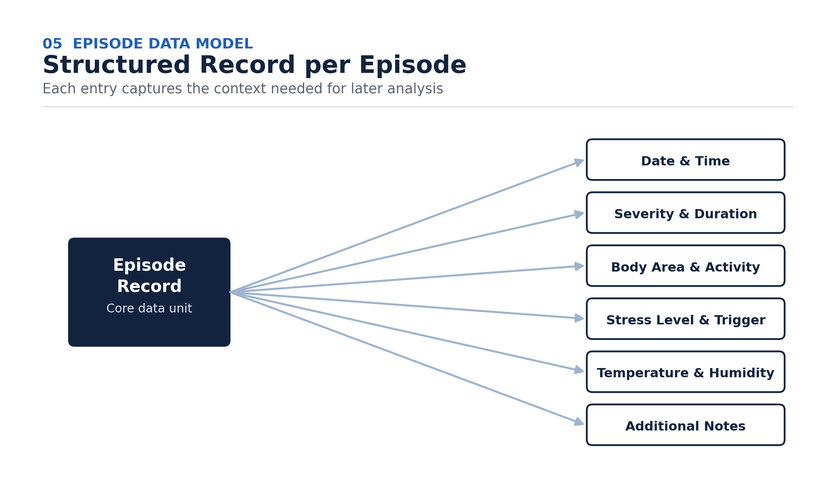 05  EPISODE DATA MODEL
Structured Record per Episode
Each entry captures the context needed for later analysis
Episode
Record
Core data unit
Date & Time
Severity & Duration
Body Area & Activity
Stress Level & Trigger
Temperature & Humidity
Additional Notes